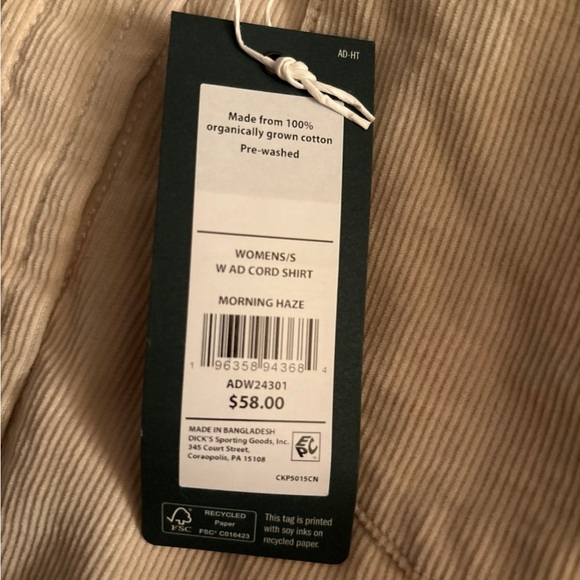 AD-HT
Made from 100%
organically grown cotton
Pre-washed
WOMENS/S
W AD CORD SHIRT
MORNING HAZE
1 96358 94368 4
ADW24301
$58.00
MADE IN BANGLADESH
DICK'S Sporting Goods, Inc.
345 Court Street,
Coraopolis, PA 15108
CKP5015CN
FSC
RECYCLED
Paper
FSC® C016423
This tag is printed
with soy inks on
recycled paper.